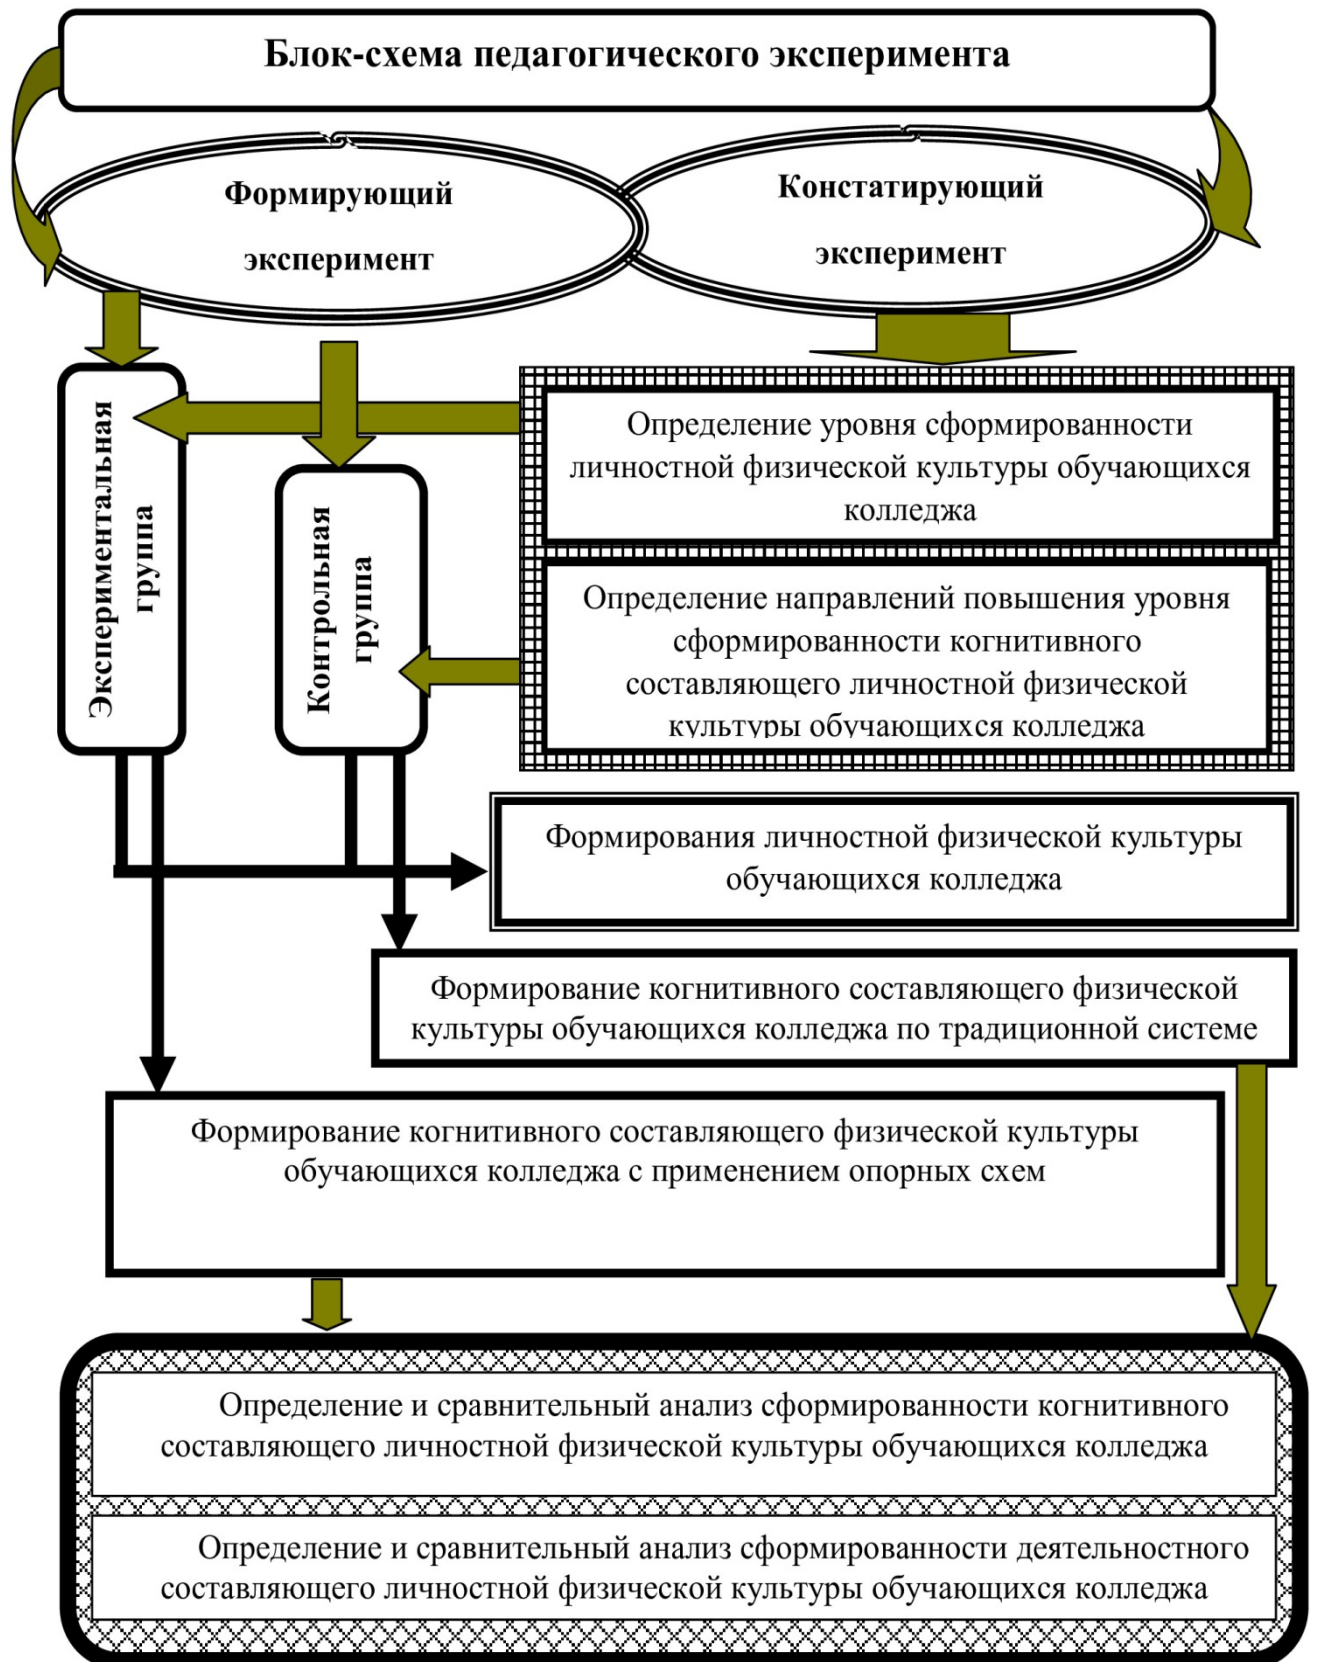 Блок-схема педагогического эксперимента
Формирующий
эксперимент
Констатирующий
эксперимент
Экспериментальная
группа
Контрольная
группа
Определение уровня сформированности
личностной физической культуры обучающихся
колледжа
Определение направлений повышения уровня
сформированности когнитивного
составляющего личностной физической
культуры обучающихся колледжа
Формирования личностной физической культуры
обучающихся колледжа
Формирование когнитивного составляющего физической
культуры обучающихся колледжа по традиционной системе
Формирование когнитивного составляющего физической культуры
обучающихся колледжа с применением опорных схем
Определение и сравнительный анализ сформированности когнитивного
составляющего личностной физической культуры обучающихся колледжа
Определение и сравнительный анализ сформированности деятельностного
составляющего личностной физической культуры обучающихся колледжа